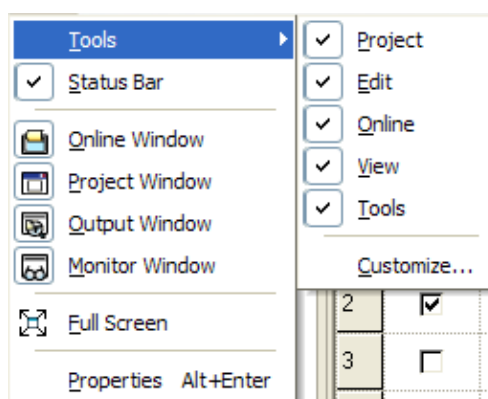 Tools
Status Bar
Online Window
Project Window
Output Window
Monitor Window
Full Screen
Properties Alt+Enter
Project
Edit
Online
View
Tools
Customize...
2
3